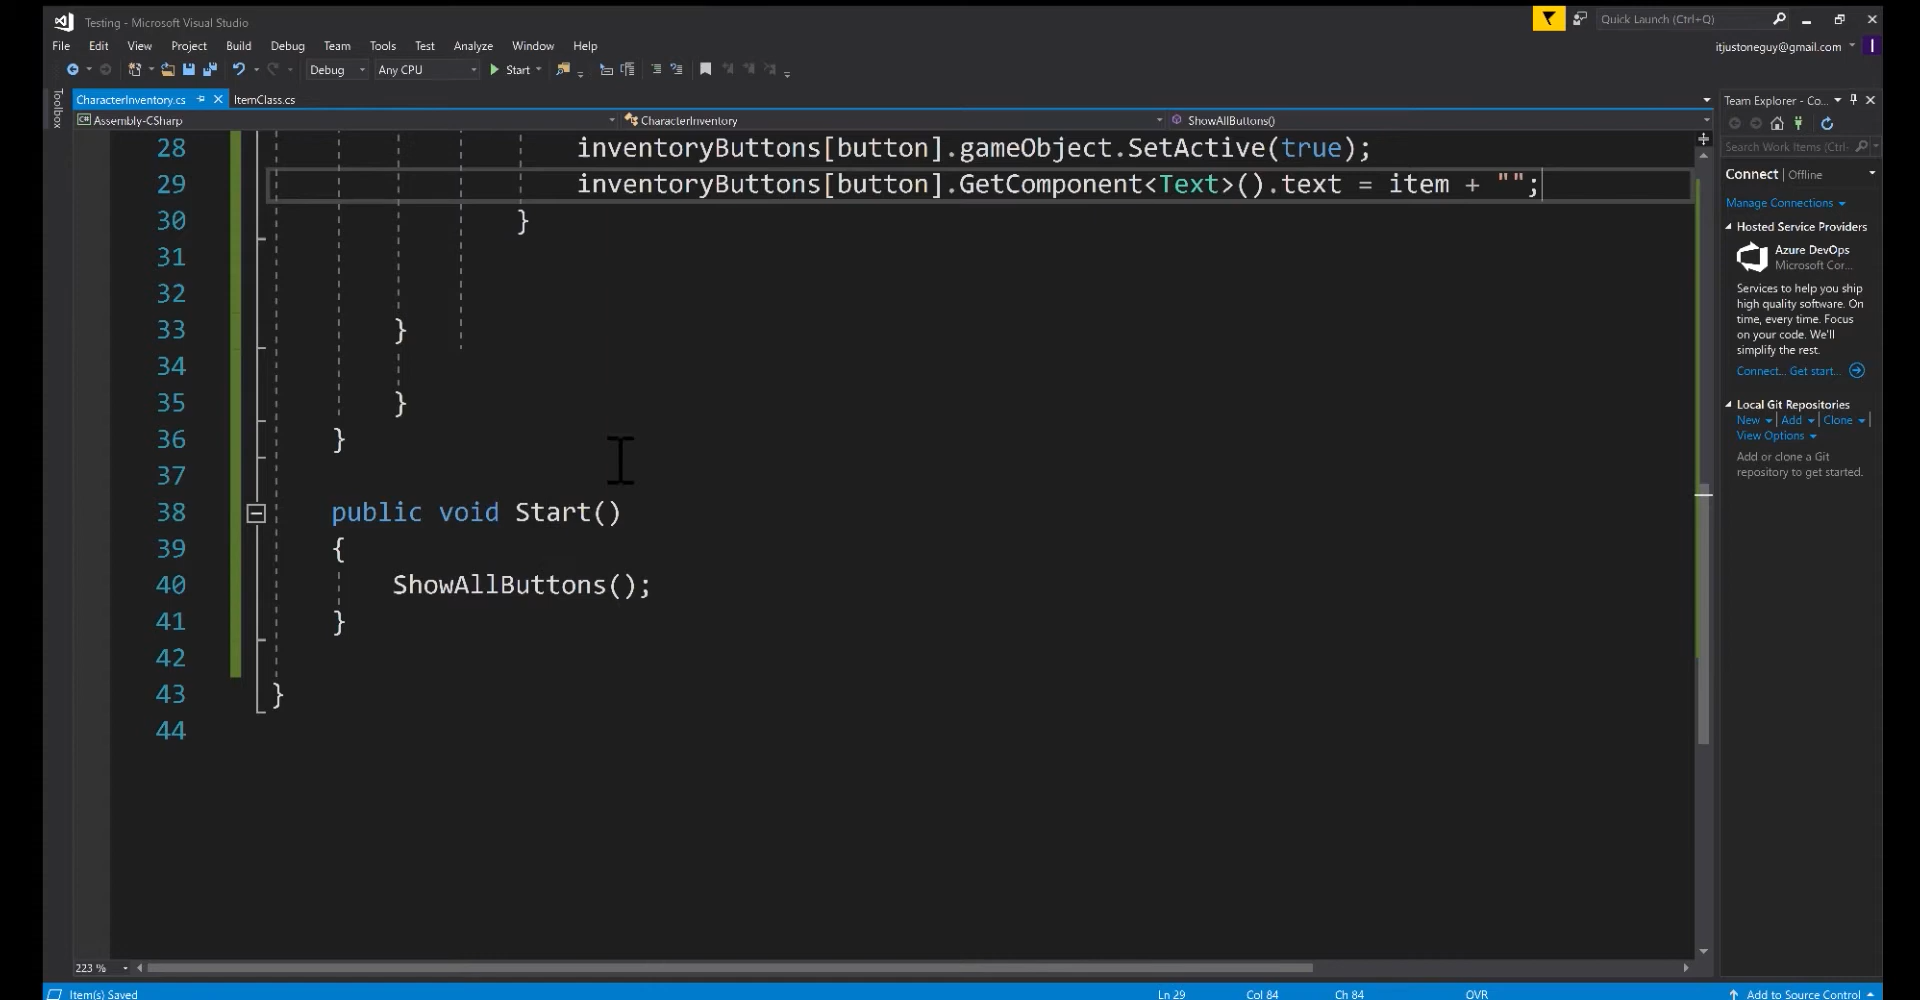 Testing - Microsoft Visual Studio
Quick Launch (Ctrl+Q)
File Edit View Project Build Debug Team Tools Test Analyze Window Help
itjustoneguy@gmail.com I
Debug Any CPU Start
Toolbox
CharacterInventory.cs ItemClass.cs
Assembly-CSharp CharacterInventory ShowAllButtons()
28 inventoryButtons[button].gameObject.SetActive(true);
29 inventoryButtons[button].GetComponent<Text>().text = item + "";
30 }
31
32
33 }
34
35 }
36 }
37
38 public void Start()
39 {
40 ShowAllButtons();
41 }
42
43 }
44
Team Explorer - Co...
Search Work Items (Ctrl+
Connect | Offline
Manage Connections
Hosted Service Providers
Azure DevOps
Microsoft Cor...
Services to help you ship
high quality software. On
time, every time. Focus
on your code. We'll
simplify the rest.
Connect... Get start...
Local Git Repositories
New | Add | Clone |
View Options
Add or clone a Git
repository to get started.
223 %
Item(s) Saved Ln 29 Col 84 Ch 84 OVR Add to Source Control